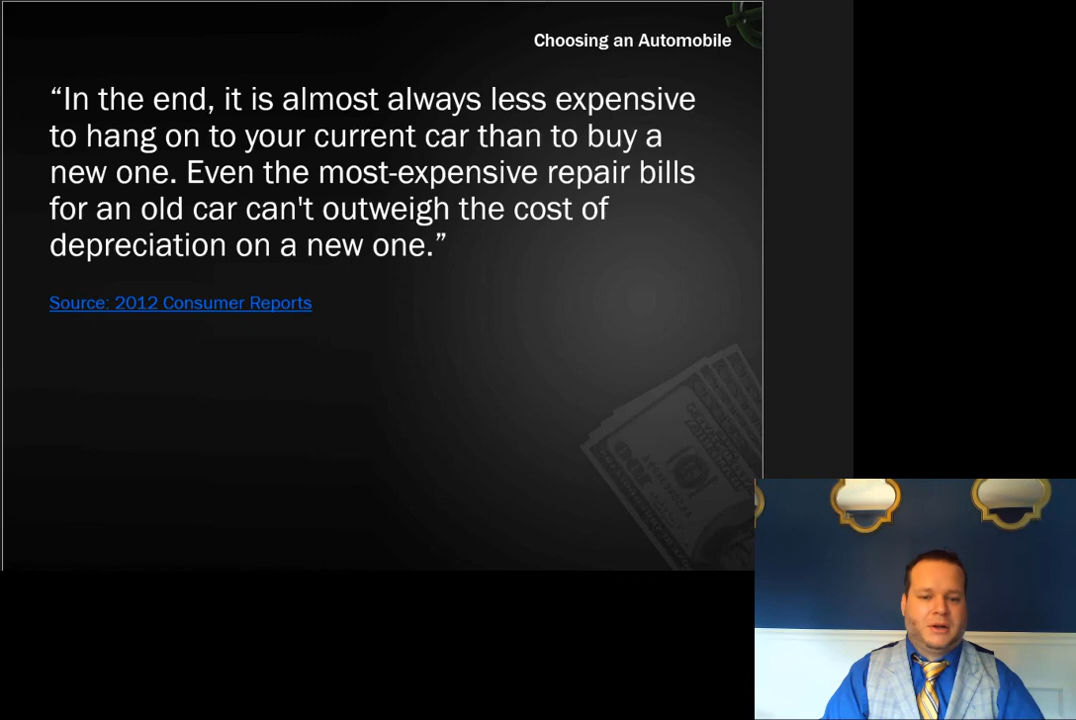 Choosing an Automobile
“In the end, it is almost always less expensive
to hang on to your current car than to buy a
new one. Even the most-expensive repair bills
for an old car can't outweigh the cost of
depreciation on a new one.”
Source: 2012 Consumer Reports